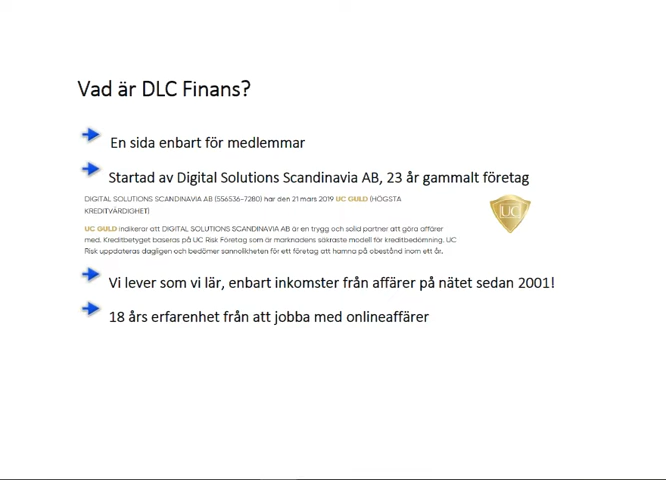 Vad är DLC Finans?
En sida enbart för medlemmar
Startad av Digital Solutions Scandinavia AB, 23 år gammalt företag
DIGITAL SOLUTIONS SCANDINAVIA AB (556536-7280) har den 21 mars 2019 UC GULD (HÖGSTA
KREDITVÄRDIGHET)
UC
UC GULD indikerar att DIGITAL SOLUTIONS SCANDINAVIA AB är en trygg och solid partner att göra affärer
med. Kreditbetyget baseras på UC Risk Företag som är marknadens säkraste modell för kreditbedömning. UC
Risk uppdateras dagligen och bedömer sannolikheten för ett företag att hamna på obestånd inom ett år.
Vi lever som vi lär, enbart inkomster från affärer på nätet sedan 2001!
18 års erfarenhet från att jobba med onlineaffärer